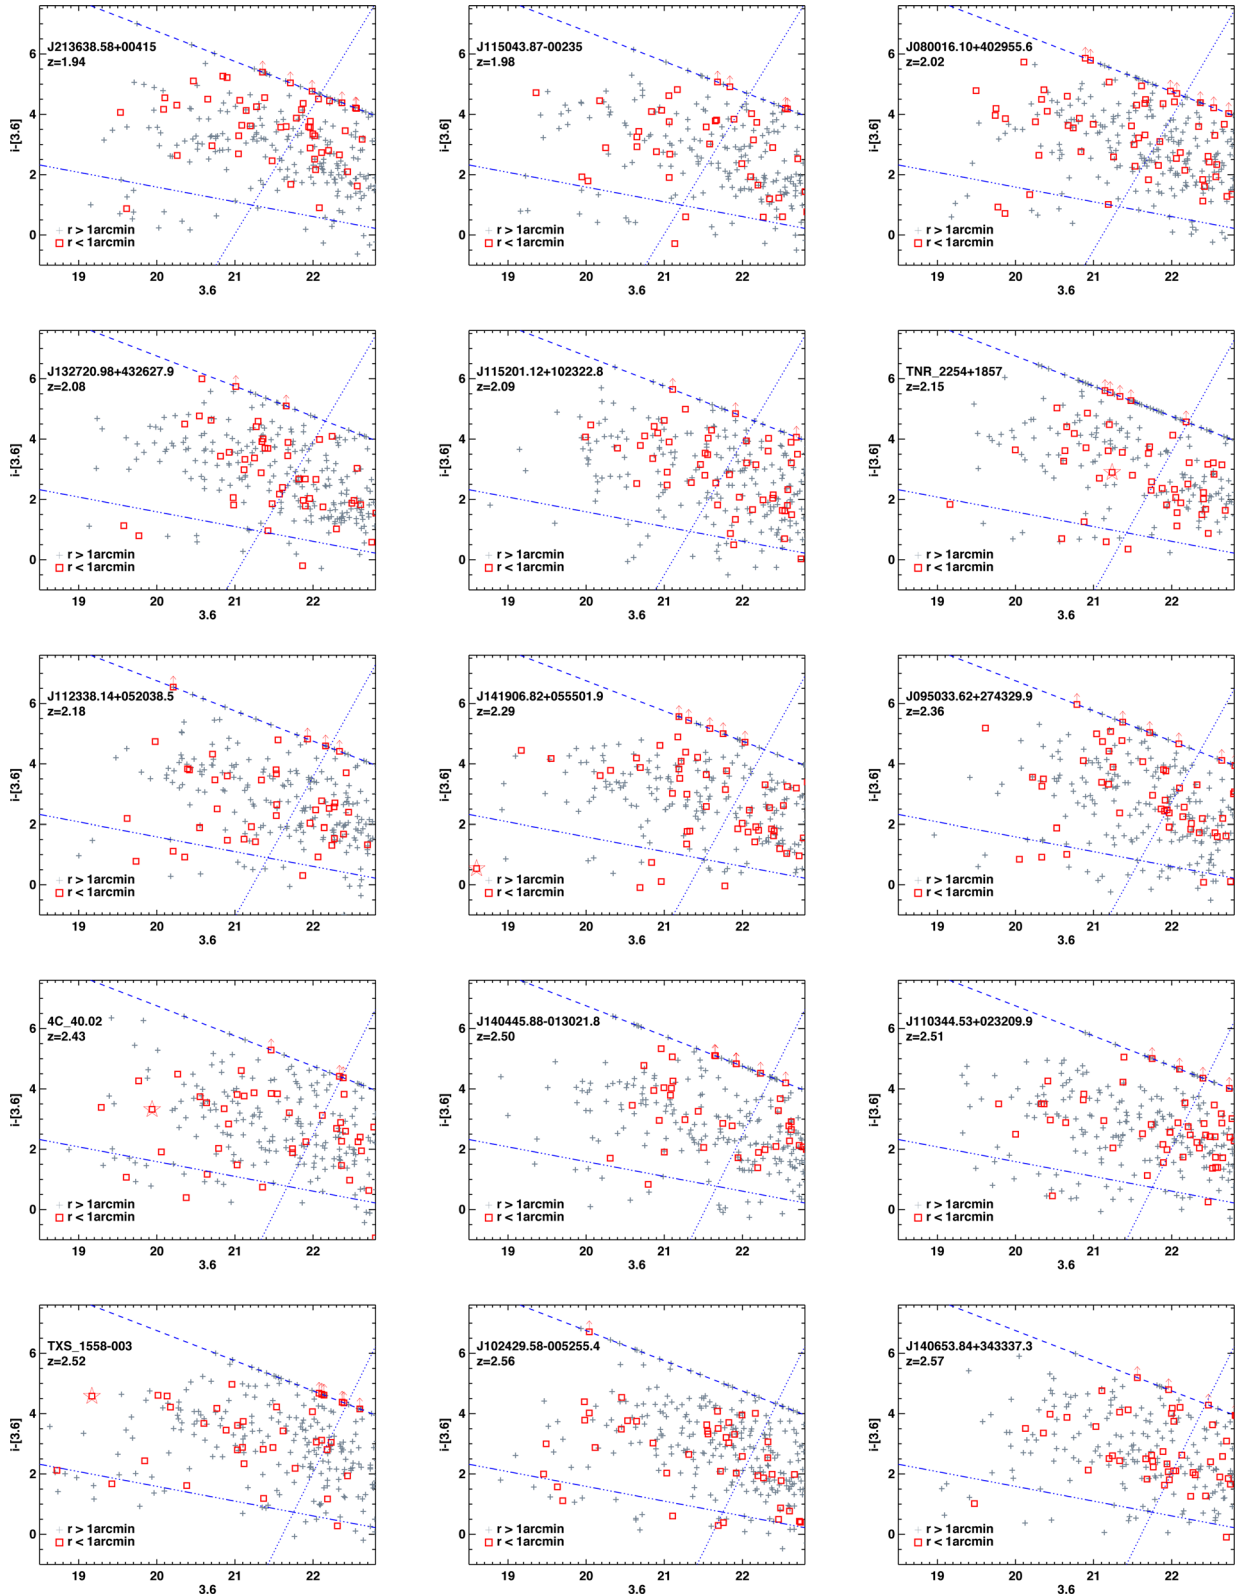 J213638.58+00415
z=1.94
6
4
2
0
i-[3.6]
r > 1arcmin
r < 1arcmin
19 20 21 22
3.6
J115043.87-00235
z=1.98
6
4
2
0
i-[3.6]
r > 1arcmin
r < 1arcmin
19 20 21 22
3.6
J080016.10+402955.6
z=2.02
6
4
2
0
i-[3.6]
r > 1arcmin
r < 1arcmin
19 20 21 22
3.6
J132720.98+432627.9
z=2.08
6
4
2
0
i-[3.6]
r > 1arcmin
r < 1arcmin
19 20 21 22
3.6
J115201.12+102322.8
z=2.09
6
4
2
0
i-[3.6]
r > 1arcmin
r < 1arcmin
19 20 21 22
3.6
TNR_2254+1857
z=2.15
6
4
2
0
i-[3.6]
r > 1arcmin
r < 1arcmin
19 20 21 22
3.6
J112338.14+052038.5
z=2.18
6
4
2
0
i-[3.6]
r > 1arcmin
r < 1arcmin
19 20 21 22
3.6
J141906.82+055501.9
z=2.29
6
4
2
0
i-[3.6]
r > 1arcmin
r < 1arcmin
19 20 21 22
3.6
J095033.62+274329.9
z=2.36
6
4
2
0
i-[3.6]
r > 1arcmin
r < 1arcmin
19 20 21 22
3.6
4C_40.02
z=2.43
6
4
2
0
i-[3.6]
r > 1arcmin
r < 1arcmin
19 20 21 22
3.6
J140445.88-013021.8
z=2.50
6
4
2
0
i-[3.6]
r > 1arcmin
r < 1arcmin
19 20 21 22
3.6
J110344.53+023209.9
z=2.51
6
4
2
0
i-[3.6]
r > 1arcmin
r < 1arcmin
19 20 21 22
3.6
TXS_1558-003
z=2.52
6
4
2
0
i-[3.6]
r > 1arcmin
r < 1arcmin
19 20 21 22
3.6
J102429.58-005255.4
z=2.56
6
4
2
0
i-[3.6]
r > 1arcmin
r < 1arcmin
19 20 21 22
3.6
J140653.84+343337.3
z=2.57
6
4
2
0
i-[3.6]
r > 1arcmin
r < 1arcmin
19 20 21 22
3.6